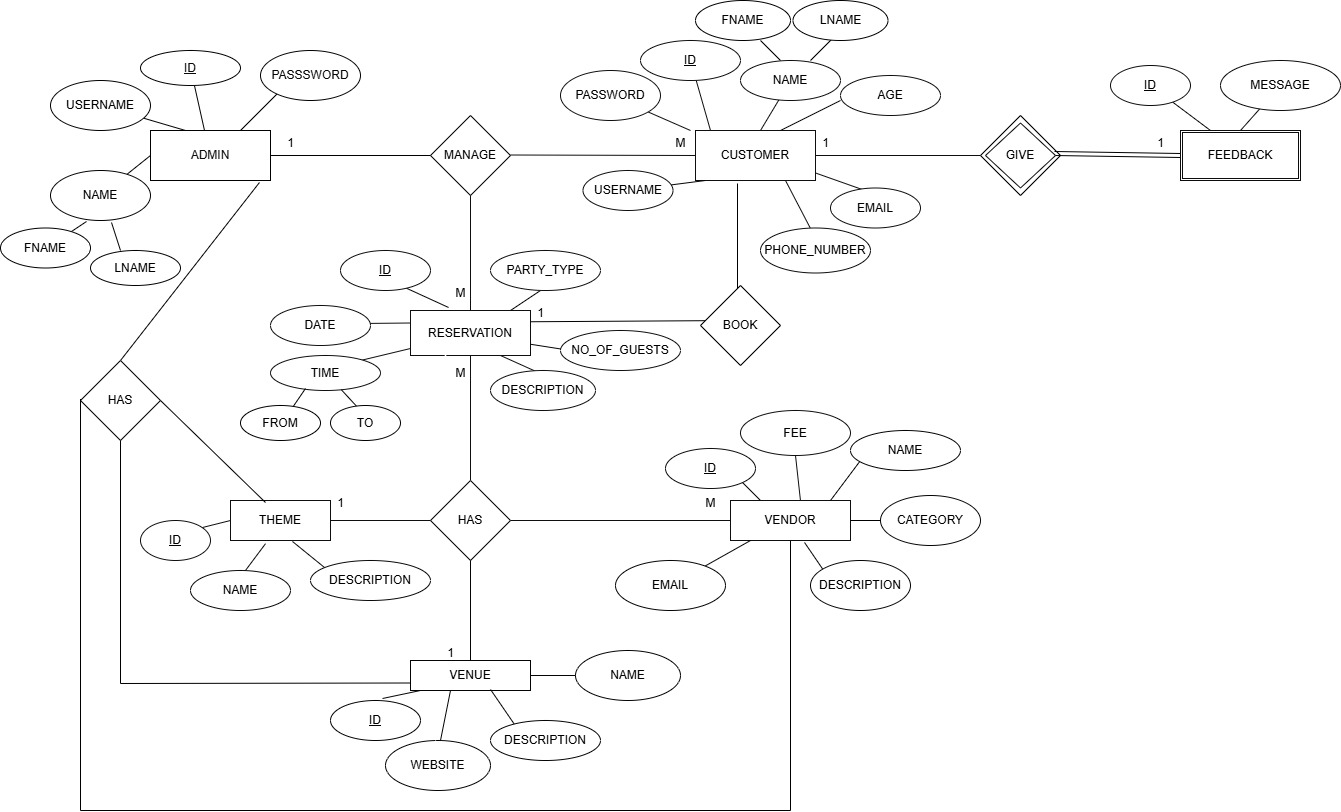 FNAME
LNAME
ID
PASSSWORD
USERNAME
ID
NAME
PASSWORD
AGE
ID
MESSAGE
ADMIN
1
MANAGE
M
CUSTOMER
1
GIVE
1
FEEDBACK
NAME
USERNAME
EMAIL
FNAME
LNAME
PHONE_NUMBER
ID
PARTY_TYPE
M
DATE
RESERVATION
1
BOOK
NO_OF_GUESTS
TIME
M
DESCRIPTION
FROM
TO
HAS
FEE
NAME
ID
1
M
THEME
HAS
VENDOR
CATEGORY
ID
NAME
DESCRIPTION
EMAIL
DESCRIPTION
1
VENUE
NAME
ID
DESCRIPTION
WEBSITE